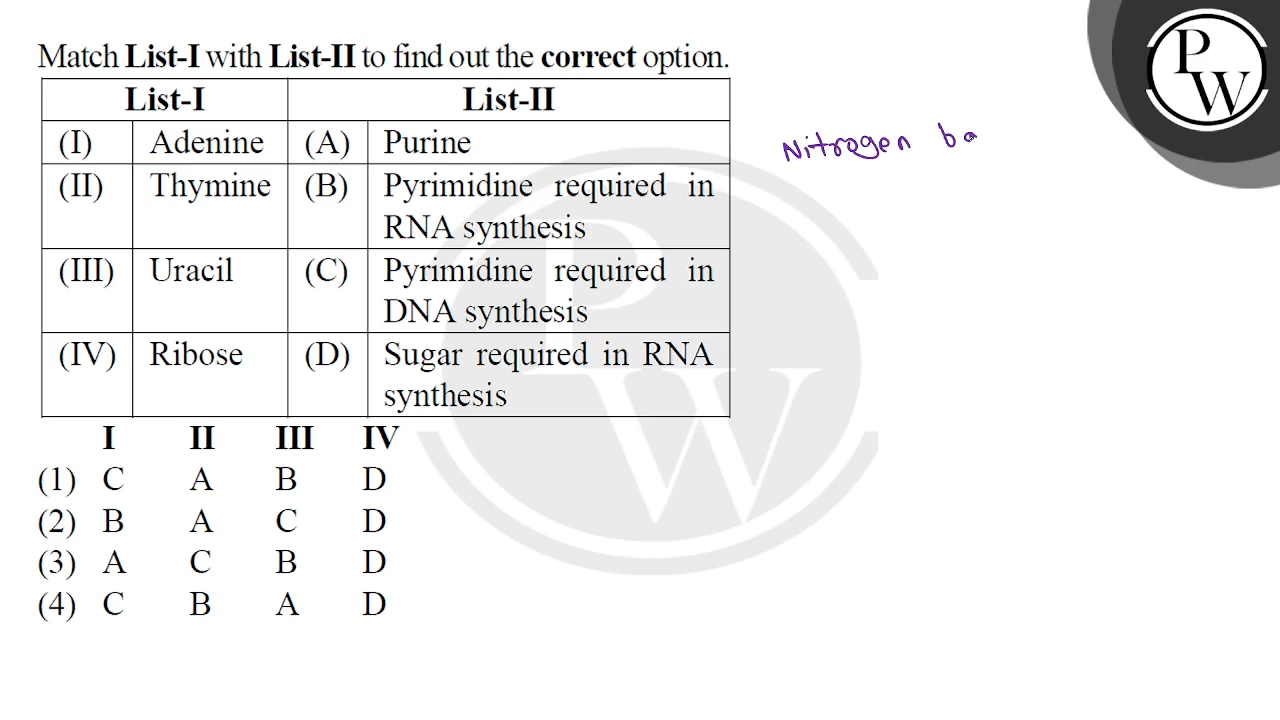 Match List-I with List-II to find out the correct option.
List-I List-II
(I) Adenine (A) Purine
(II) Thymine (B) Pyrimidine required in
RNA synthesis
(III) Uracil (C) Pyrimidine required in
DNA synthesis
(IV) Ribose (D) Sugar required in RNA
synthesis
I II III IV
(1) C A B D
(2) B A C D
(3) A C B D
(4) C B A D
Nitrogen ba
P
W
P
W